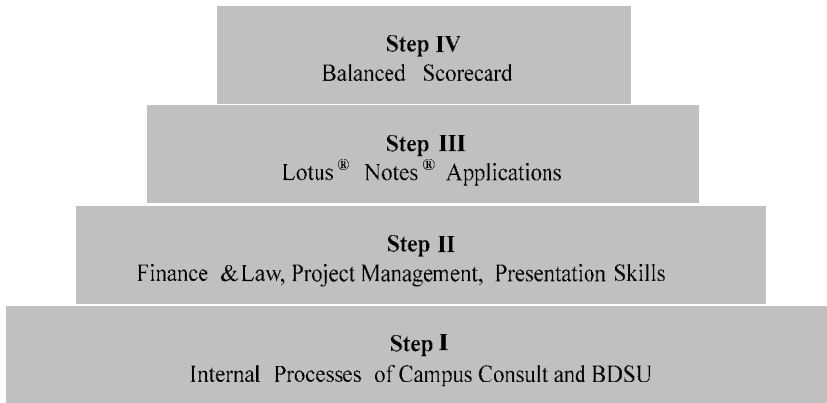 Step IV
Balanced Scorecard
Step III
Lotus® Notes® Applications
Step II
Finance & Law, Project Management, Presentation Skills
Step I
Internal Processes of Campus Consult and BDSU